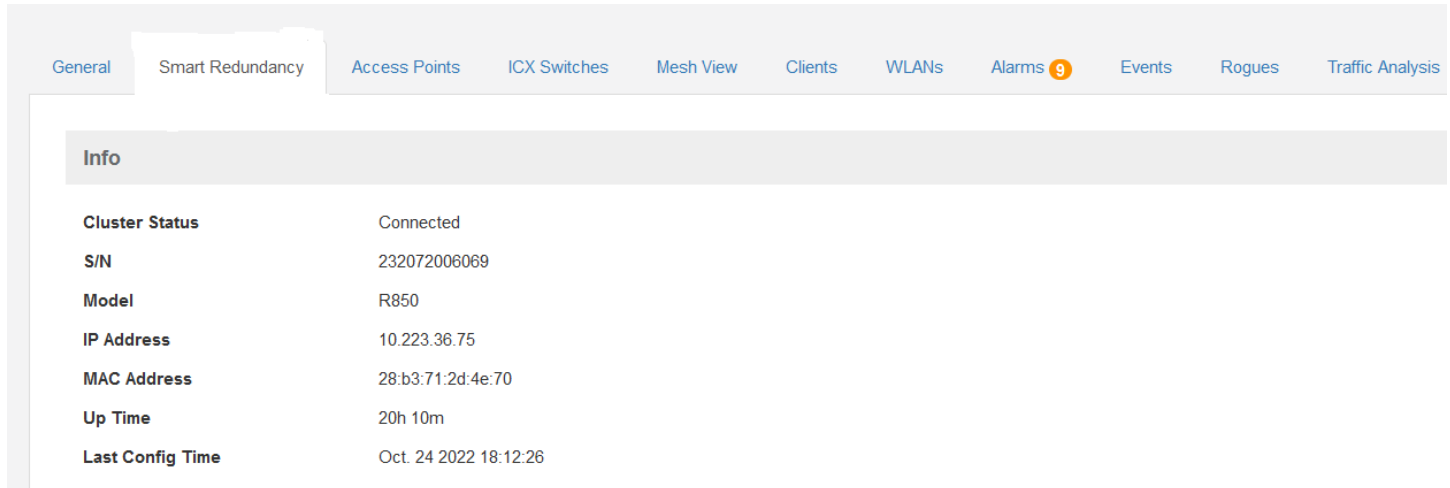 General Smart Redundancy Access Points ICX Switches Mesh View Clients WLANs Alarms 9 Events Rogues Traffic Analysis
Info
Cluster Status Connected
S/N 232072006069
Model R850
IP Address 10.223.36.75
MAC Address 28:b3:71:2d:4e:70
Up Time 20h 10m
Last Config Time Oct. 24 2022 18:12:26